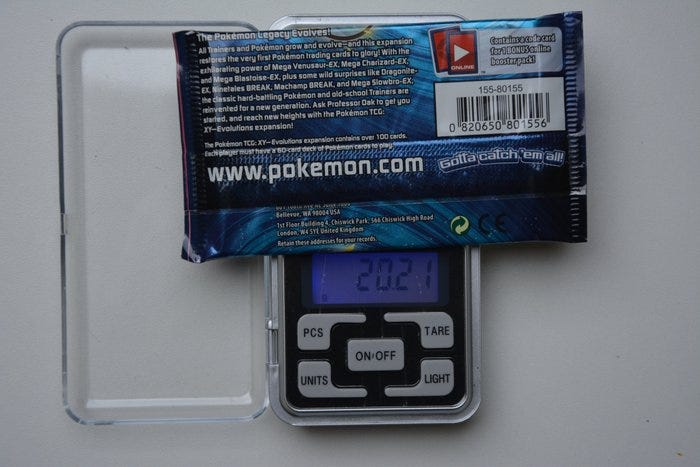 The Pokémon Legacy Evolves!
All Trainers and Pokémon grow and evolve—and this expansion
restores the very first Pokémon trading cards to glory! With the
exhilarating power of Mega Venusaur-EX, Mega Charizard-EX,
and Mega Blastoise-EX, plus some wild surprises like Dragonite-
EX, Ninetales BREAK, Machamp BREAK, and Mega Slowbro-EX,
the classic hard-battling Pokémon and old-school Trainers are
reinvented for a new generation. Ask Professor Oak to get you
started, and reach new heights with the Pokémon TCG:
XY—Evolutions expansion!
The Pokémon TCG: XY—Evolutions expansion contains over 100 cards.
Each player must have a 60-card deck of Pokémon cards to play.
www.pokemon.com
ONLINE
Contains a code card
for 1 BONUS online
booster pack!
155-80155
0 820650 801556
Gotta catch 'em all!
Bellevue, WA 98004 USA
1st Floor Building 4, Chiswick Park, 566 Chiswick High Road
London, W4 5YE United Kingdom
Retain these addresses for your records.
CE
20.21
g
PCS
TARE
ON/OFF
UNITS
LIGHT